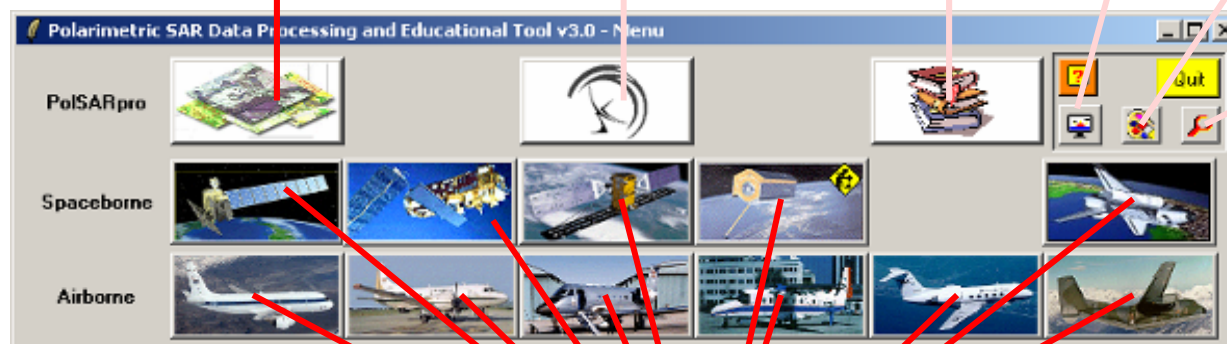 Polarimetric SAR Data Processing and Educational Tool v3.0 - Menu
PolSARpro
?
Quit
Spaceborne
Airborne